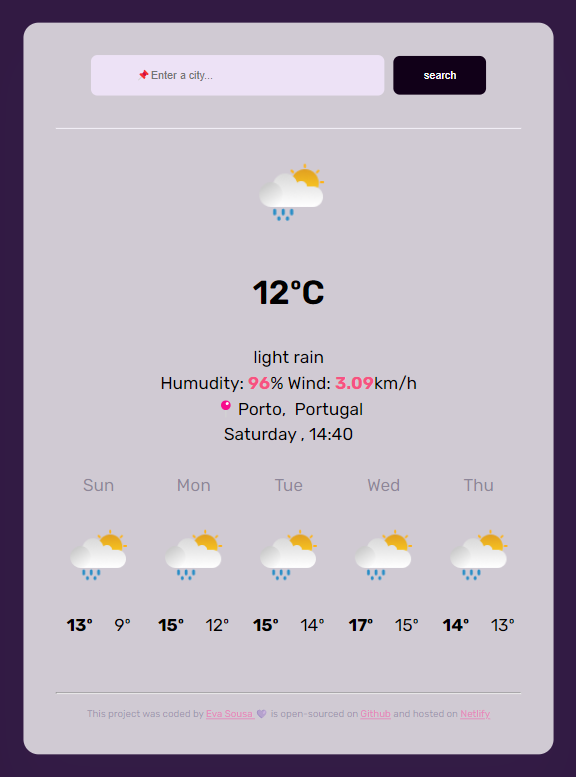 📌Enter a city...
search
12°C
light rain
Humudity: 96% Wind: 3.09km/h
Porto, Portugal
Saturday , 14:40
Sun Mon Tue Wed Thu
13° 9° 15° 12° 15° 14° 17° 15° 14° 13°
This project was coded by Eva Sousa 💜 is open-sourced on Github and hosted on Netlify